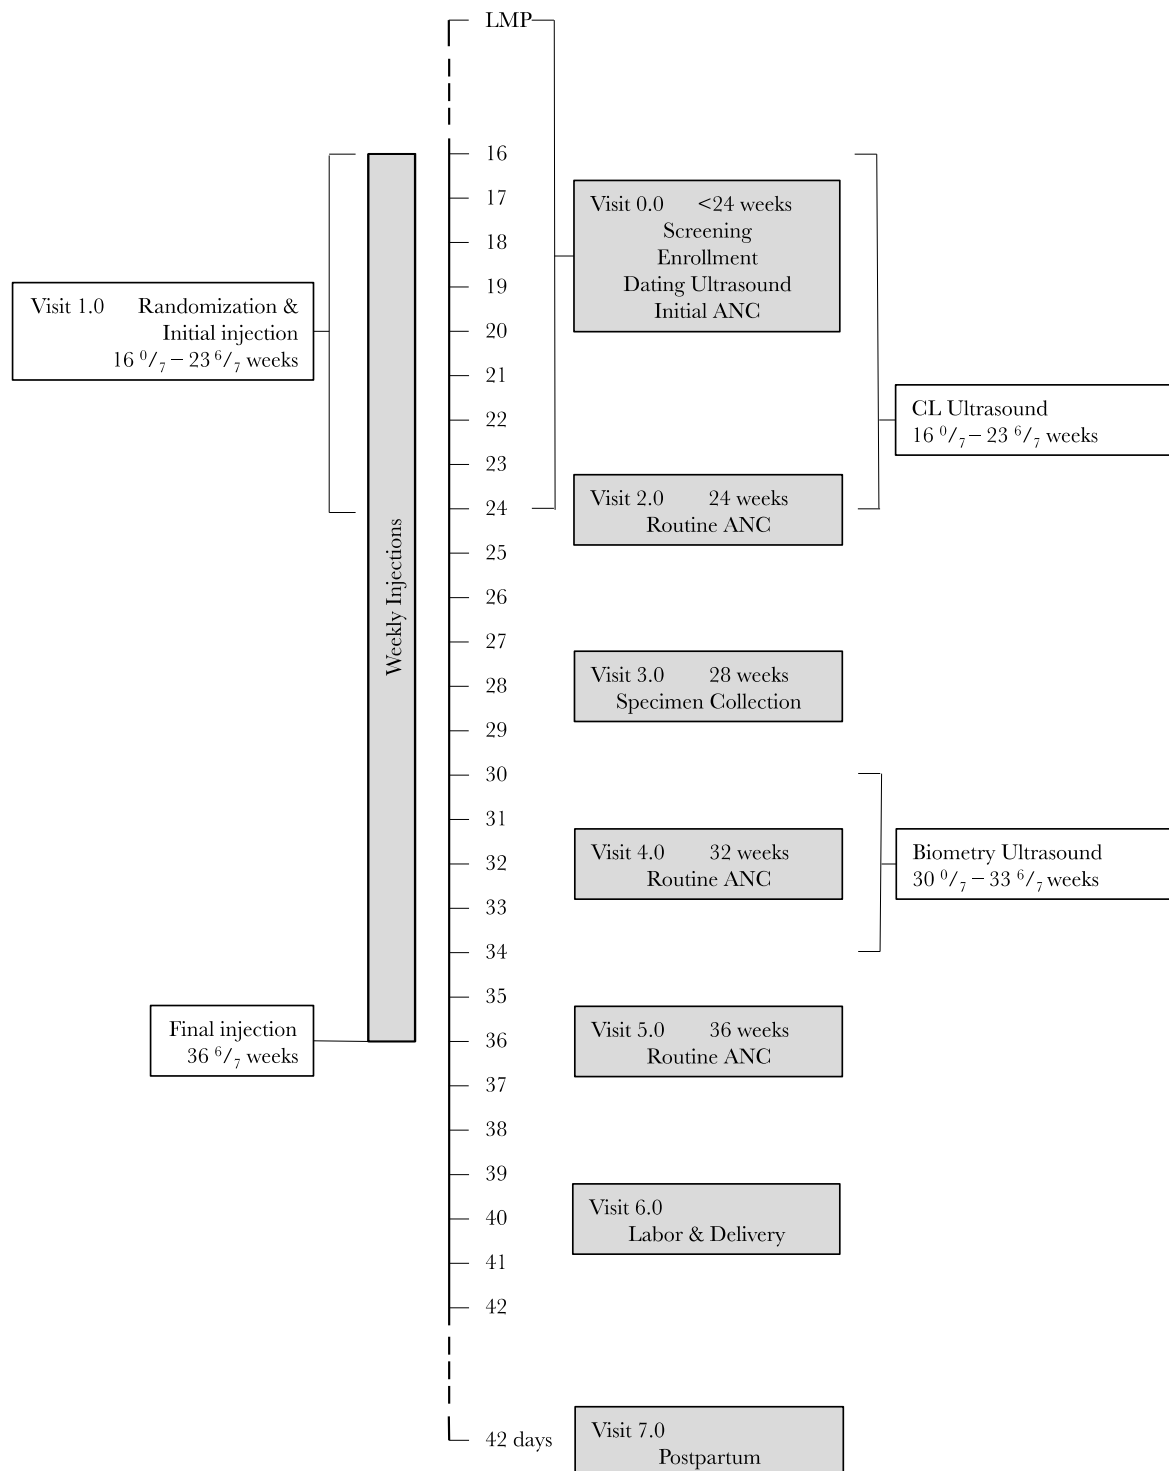 LMP
16
17
18
19
20
21
22
23
24
25
26
27
28
29
30
31
32
33
34
35
36
37
38
39
40
41
42
42 days
Weekly Injections
Visit 1.0 Randomization &
Initial injection
16 0/7 – 23 6/7 weeks
Final injection
36 6/7 weeks
Visit 0.0 <24 weeks
Screening
Enrollment
Dating Ultrasound
Initial ANC
Visit 2.0 24 weeks
Routine ANC
Visit 3.0 28 weeks
Specimen Collection
Visit 4.0 32 weeks
Routine ANC
Visit 5.0 36 weeks
Routine ANC
Visit 6.0
Labor & Delivery
Visit 7.0
Postpartum
CL Ultrasound
16 0/7 – 23 6/7 weeks
Biometry Ultrasound
30 0/7 – 33 6/7 weeks